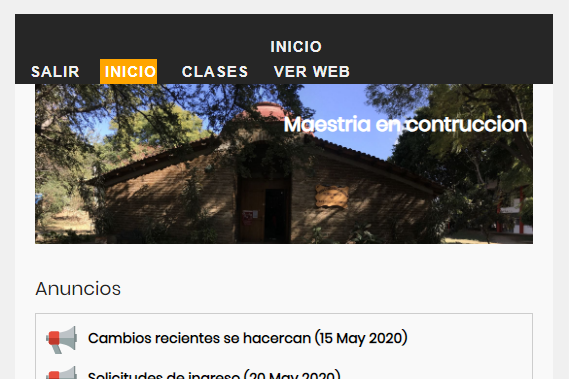 INICIO
SALIR INICIO CLASES VER WEB
Maestria en contruccion
Anuncios
Cambios recientes se hacercan (15 May 2020)
Solicitudes de ingreso (20 May 2020)